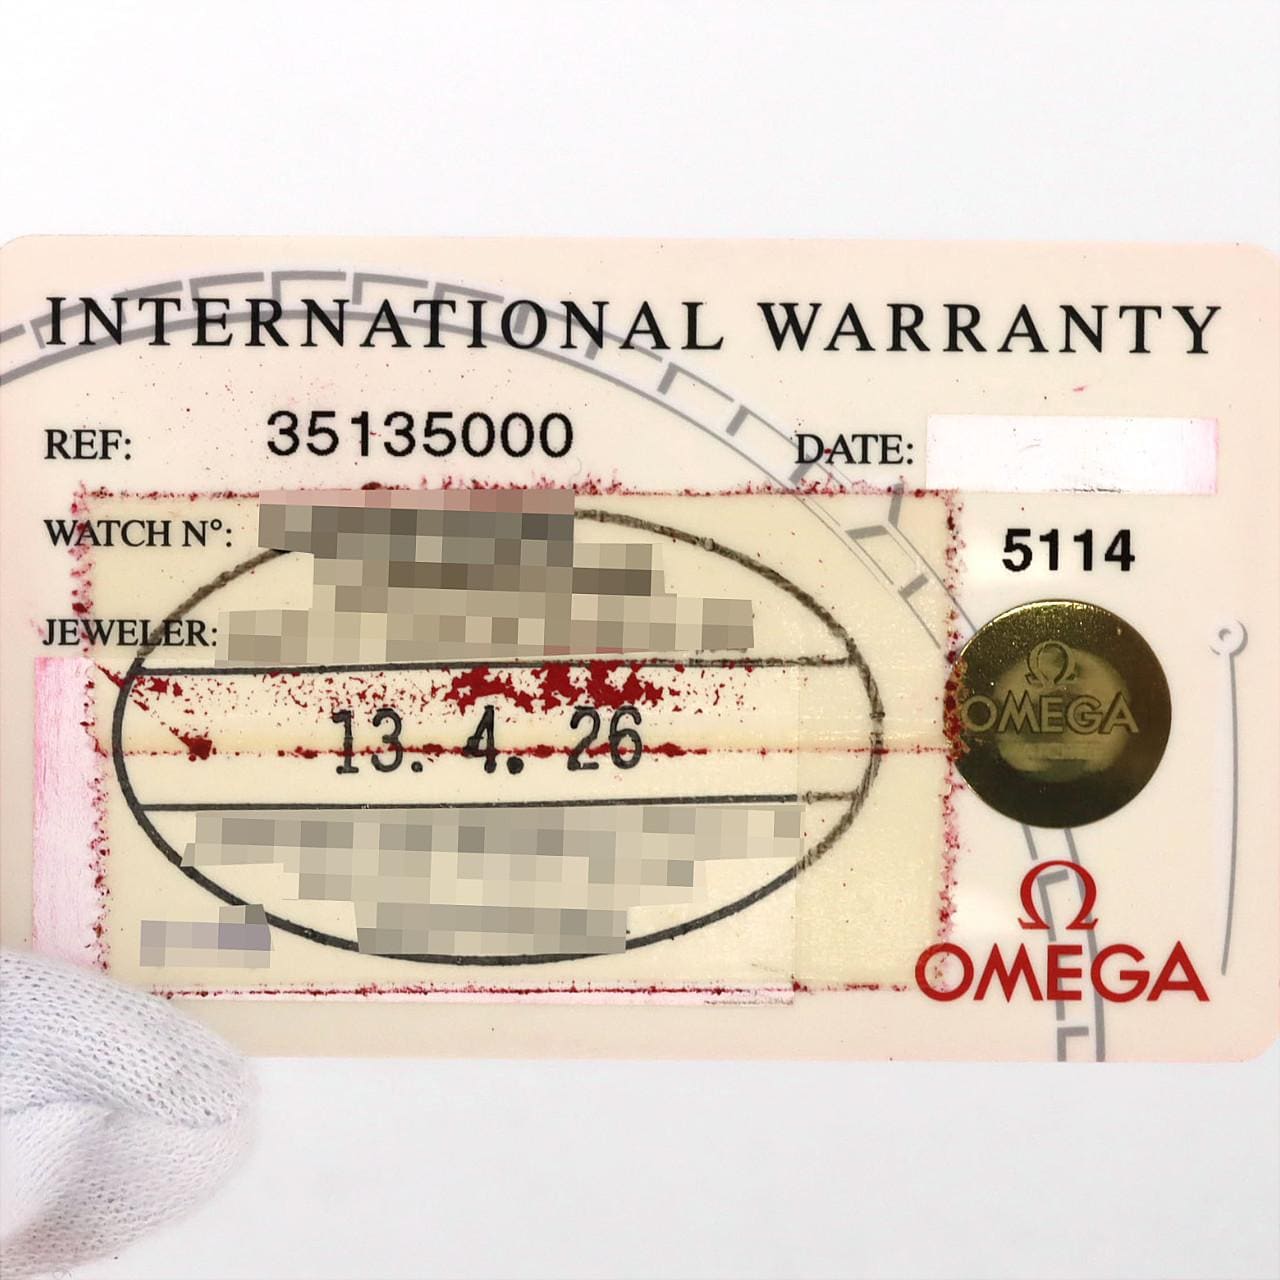 INTERNATIONAL WARRANTY
REF: 35135000 DATE:
WATCH N°:
5114
JEWELER:
Ω
OMEGA
13. 4. 26
Ω
OMEGA